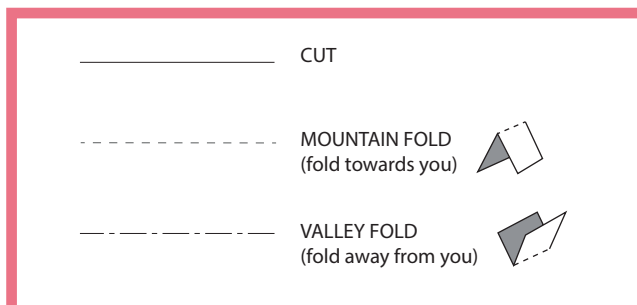 CUT
MOUNTAIN FOLD
(fold towards you)
VALLEY FOLD
(fold away from you)